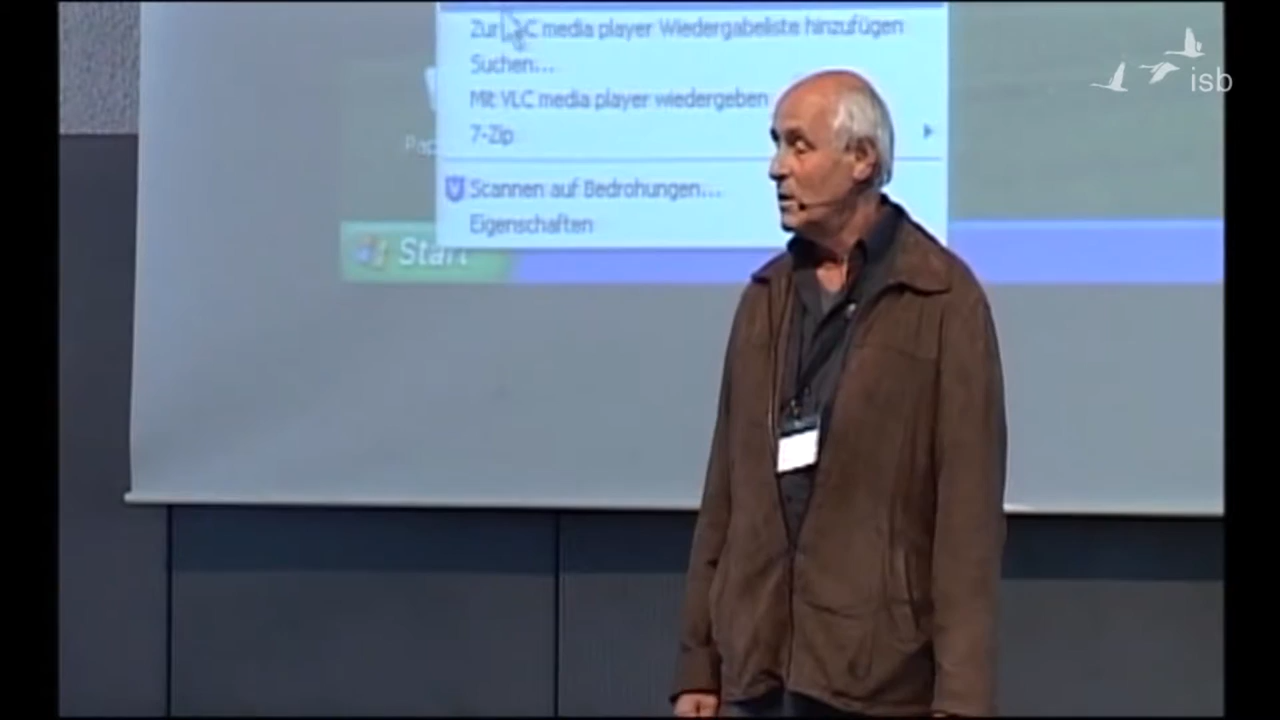 Zur VLC media player Wiedergabeliste hinzufügen
Suchen...
Mit VLC media player wiedergeben
7-Zip
Scannen auf Bedrohungen...
Eigenschaften
Start
isb